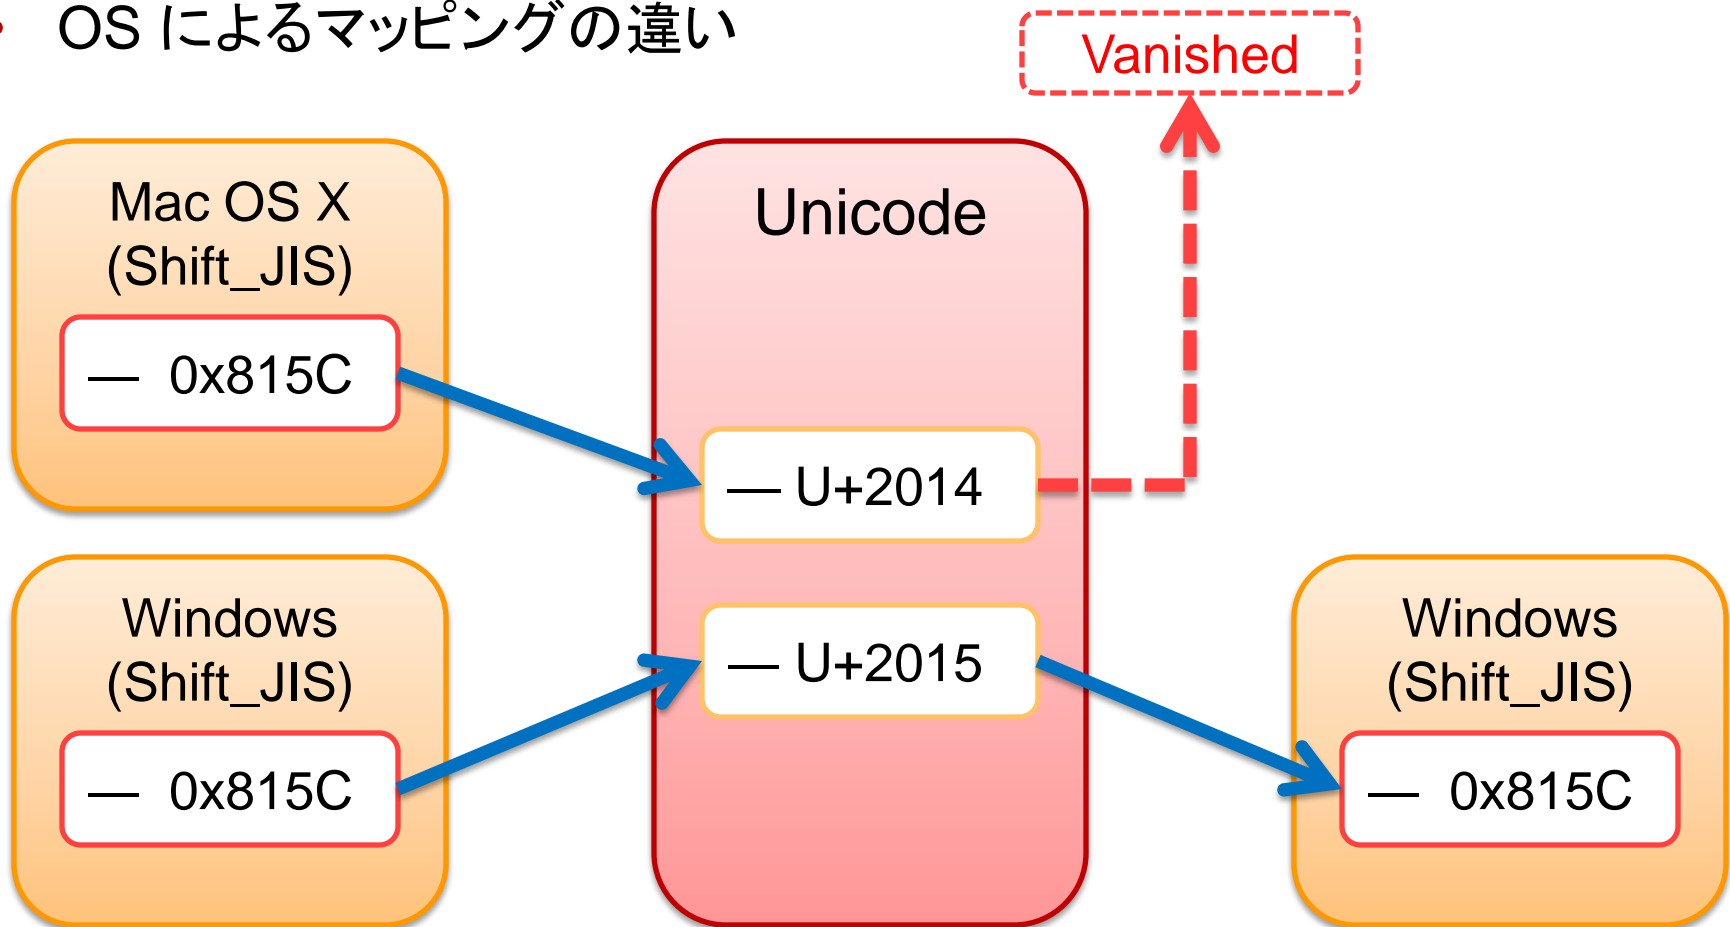 • OS によるマッピングの違い
Vanished
Mac OS X
(Shift_JIS)
— 0x815C
Unicode
— U+2014
— U+2015
Windows
(Shift_JIS)
— 0x815C
Windows
(Shift_JIS)
— 0x815C